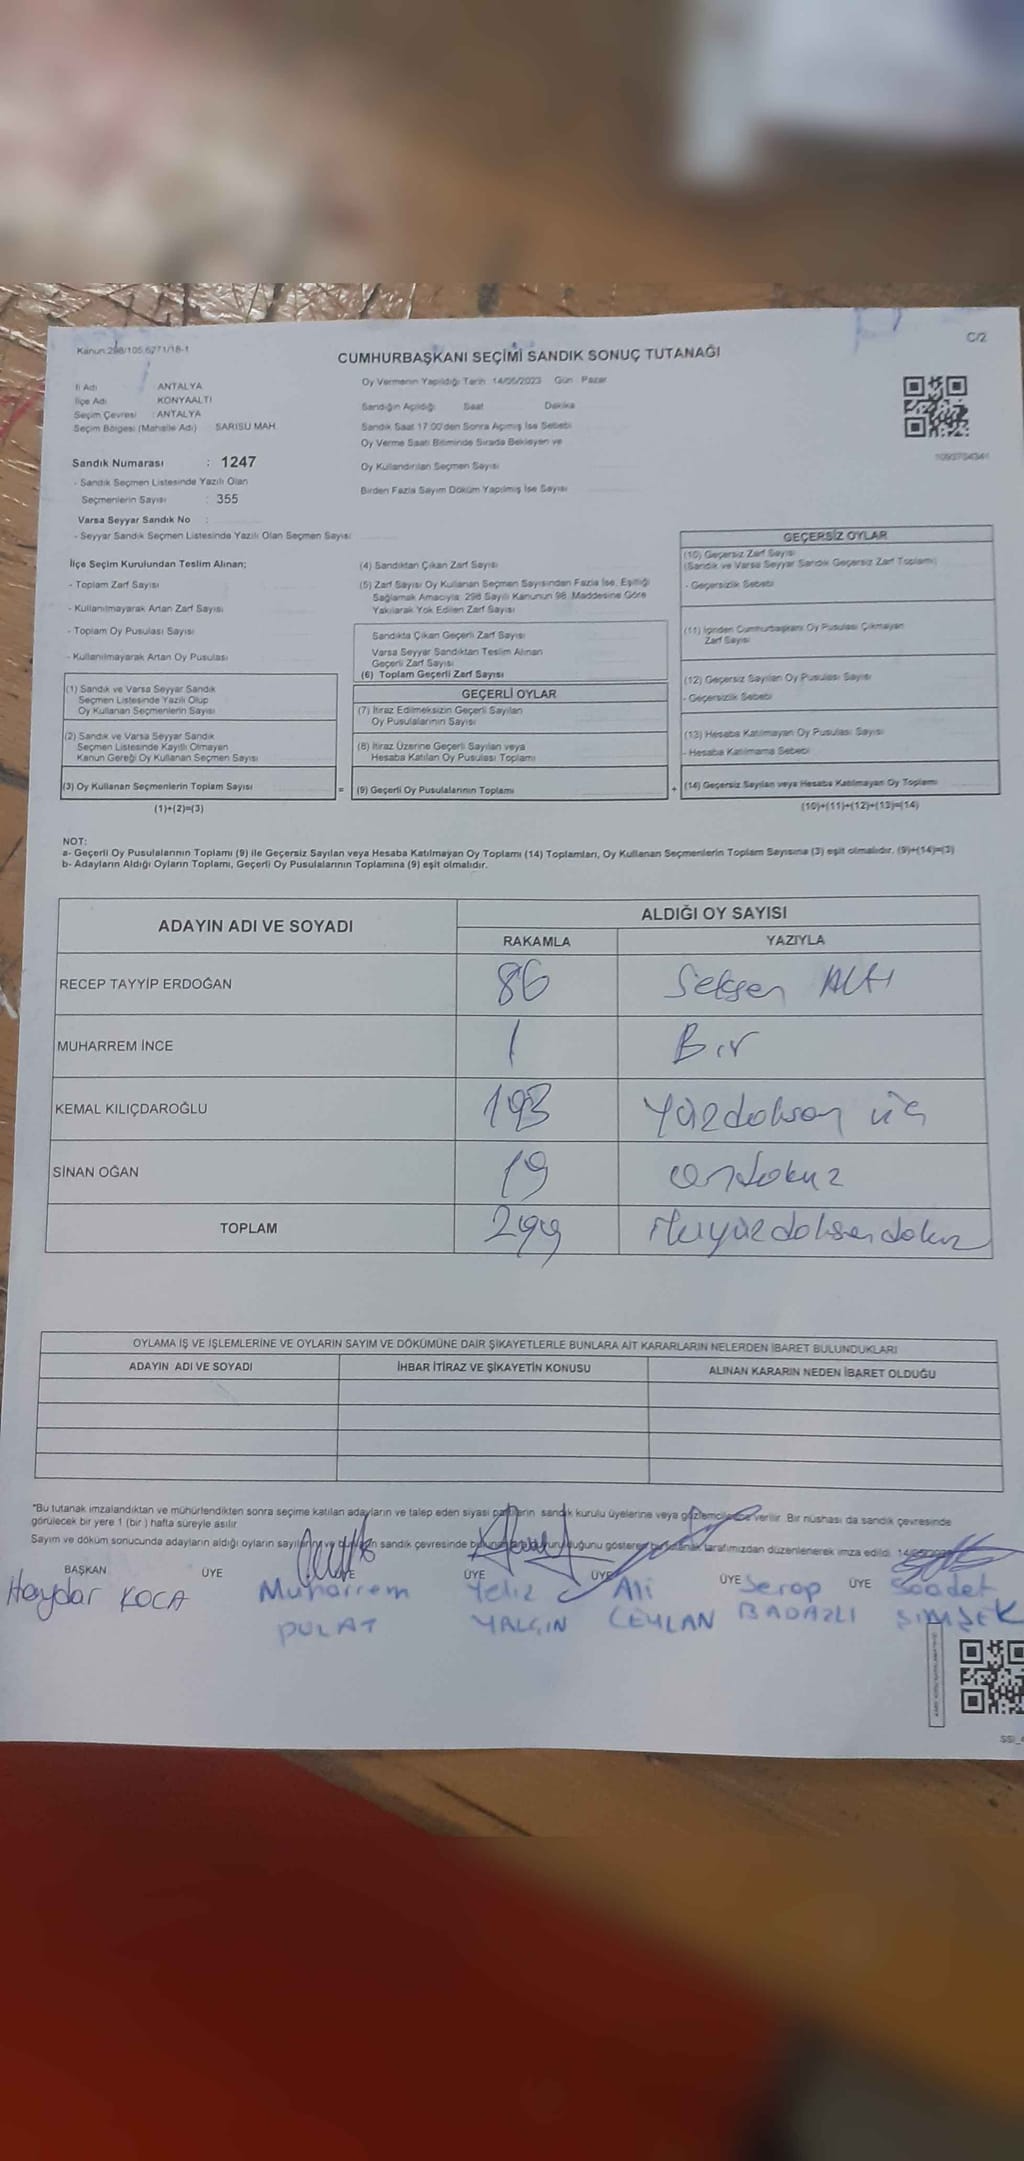 Kanun:298/105,6271/18-1
C/2
CUMHURBAŞKANI SEÇİMİ SANDIK SONUÇ TUTANAĞI
İl Adı : ANTALYA
İlçe Adı : KONYAALTI
Seçim Çevresi : ANTALYA
Seçim Bölgesi (Mahalle Adı) SARISU MAH.
Sandık Numarası : 1247
- Sandık Seçmen Listesinde Yazılı Olan
Seçmenlerin Sayısı : 355
Varsa Seyyar Sandık No :
- Seyyar Sandık Seçmen Listesinde Yazılı Olan Seçmen Sayısı
Oy Vermenin Yapıldığı Tarih: 14/05/2023 Gün : Pazar
Sandığın Açıldığı Saat Dakika
Sandık Saat 17:00'den Sonra Açımış İse Sebebi
Oy Verme Saati Bitiminde Sırada Bekleyen ve
Oy Kullandırılan Seçmen Sayısı
Birden Fazla Sayım Döküm Yapılmış İse Sayısı
1093754341
İlçe Seçim Kurulundan Teslim Alınan;
- Toplam Zarf Sayısı
- Kullanılmayarak Artan Zarf Sayısı
- Toplam Oy Pusulası Sayısı
- Kullanılmayarak Artan Oy Pusulası
(1) Sandık ve Varsa Seyyar Sandık
Seçmen Listesinde Yazılı Olup
Oy Kullanan Seçmenlerin Sayısı
(2) Sandık ve Varsa Seyyar Sandık
Seçmen Listesinde Kayıtlı Olmayan
Kanun Gereği Oy Kullanan Seçmen Sayısı
(3) Oy Kullanan Seçmenlerin Toplam Sayısı
(1)+(2)=(3)
=
(4) Sandıktan Çıkan Zarf Sayısı
(5) Zarf Sayısı Oy Kullanan Seçmen Sayısından Fazla İse, Eşitliği
Sağlamak Amacıyla, 298 Sayılı Kanunun 98. Maddesine Göre
Yakılarak Yok Edilen Zarf Sayısı
Sandıkta Çıkan Geçerli Zarf Sayısı
Varsa Seyyar Sandıktan Teslim Alınan
Geçerli Zarf Sayısı
(6) Toplam Geçerli Zarf Sayısı
GEÇERLİ OYLAR
(7) İtiraz Edilmeksizin Geçerli Sayılan
Oy Pusulalarının Sayısı
(8) İtiraz Üzerine Geçerli Sayılan veya
Hesaba Katılan Oy Pusulası Toplamı
(9) Geçerli Oy Pusulalarının Toplamı
+
GEÇERSİZ OYLAR
(10) Geçersiz Zarf Sayısı
(Sandık ve Varsa Seyyar Sandık Geçersiz Zarf Toplamı)
- Geçersizlik Sebebi
(11) İçinden Cumhurbaşkanı Oy Pusulası Çıkmayan
Zarf Sayısı
(12) Geçersiz Sayılan Oy Pusulası Sayısı
- Geçersizlik Sebebi
(13) Hesaba Katılmayan Oy Pusulası Sayısı
- Hesaba Katılmama Sebebi
(14) Geçersiz Sayılan veya Hesaba Katılmayan Oy Toplamı
(10)+(11)+(12)+(13)=(14)
NOT:
a- Geçerli Oy Pusulalarının Toplamı (9) ile Geçersiz Sayılan veya Hesaba Katılmayan Oy Toplamı (14) Toplamları, Oy Kullanan Seçmenlerin Toplam Sayısına (3) eşit olmalıdır. (9)+(14)=(3)
b- Adayların Aldığı Oyların Toplamı, Geçerli Oy Pusulalarının Toplamına (9) eşit olmalıdır.
ADAYIN ADI VE SOYADI ALDIĞI OY SAYISI
RAKAMLA YAZIYLA
RECEP TAYYİP ERDOĞAN 86 Seksen Altı
MUHARREM İNCE 1 Bir
KEMAL KILIÇDAROĞLU 193 Yüzdoksan üç
SİNAN OĞAN 19 Ondokuz
TOPLAM 299 İkiyüzdoksandokuz
OYLAMA İŞ VE İŞLEMLERİNE VE OYLARIN SAYIM VE DÖKÜMÜNE DAİR ŞİKAYETLERLE BUNLARA AİT KARARLARIN NELERDEN İBARET BULUNDUKLARI
ADAYIN ADI VE SOYADI İHBAR İTİRAZ VE ŞİKAYETİN KONUSU ALINAN KARARIN NEDEN İBARET OLDUĞU
"Bu tutanak imzalandıktan ve mühürlendikten sonra seçime katılan adayların ve talep eden siyasi partilerin sandık kurulu üyelerine veya gözlemcilerine verilir. Bir nüshası da sandık çevresinde
görülecek bir yere 1 (bir ) hafta süreyle asılır.
Sayım ve döküm sonucunda adayların aldığı oyların sandık çevresinde gösteren tarafımızdan düzenlenerek imza edildi.
BAŞKAN ÜYE ÜYE ÜYE ÜYE ÜYE ÜYE
Haydar KOCA Muharrem POLAT Yeliz YALÇIN Ali CEYLAN Serap BADAZLI Saadet ŞİMŞEK